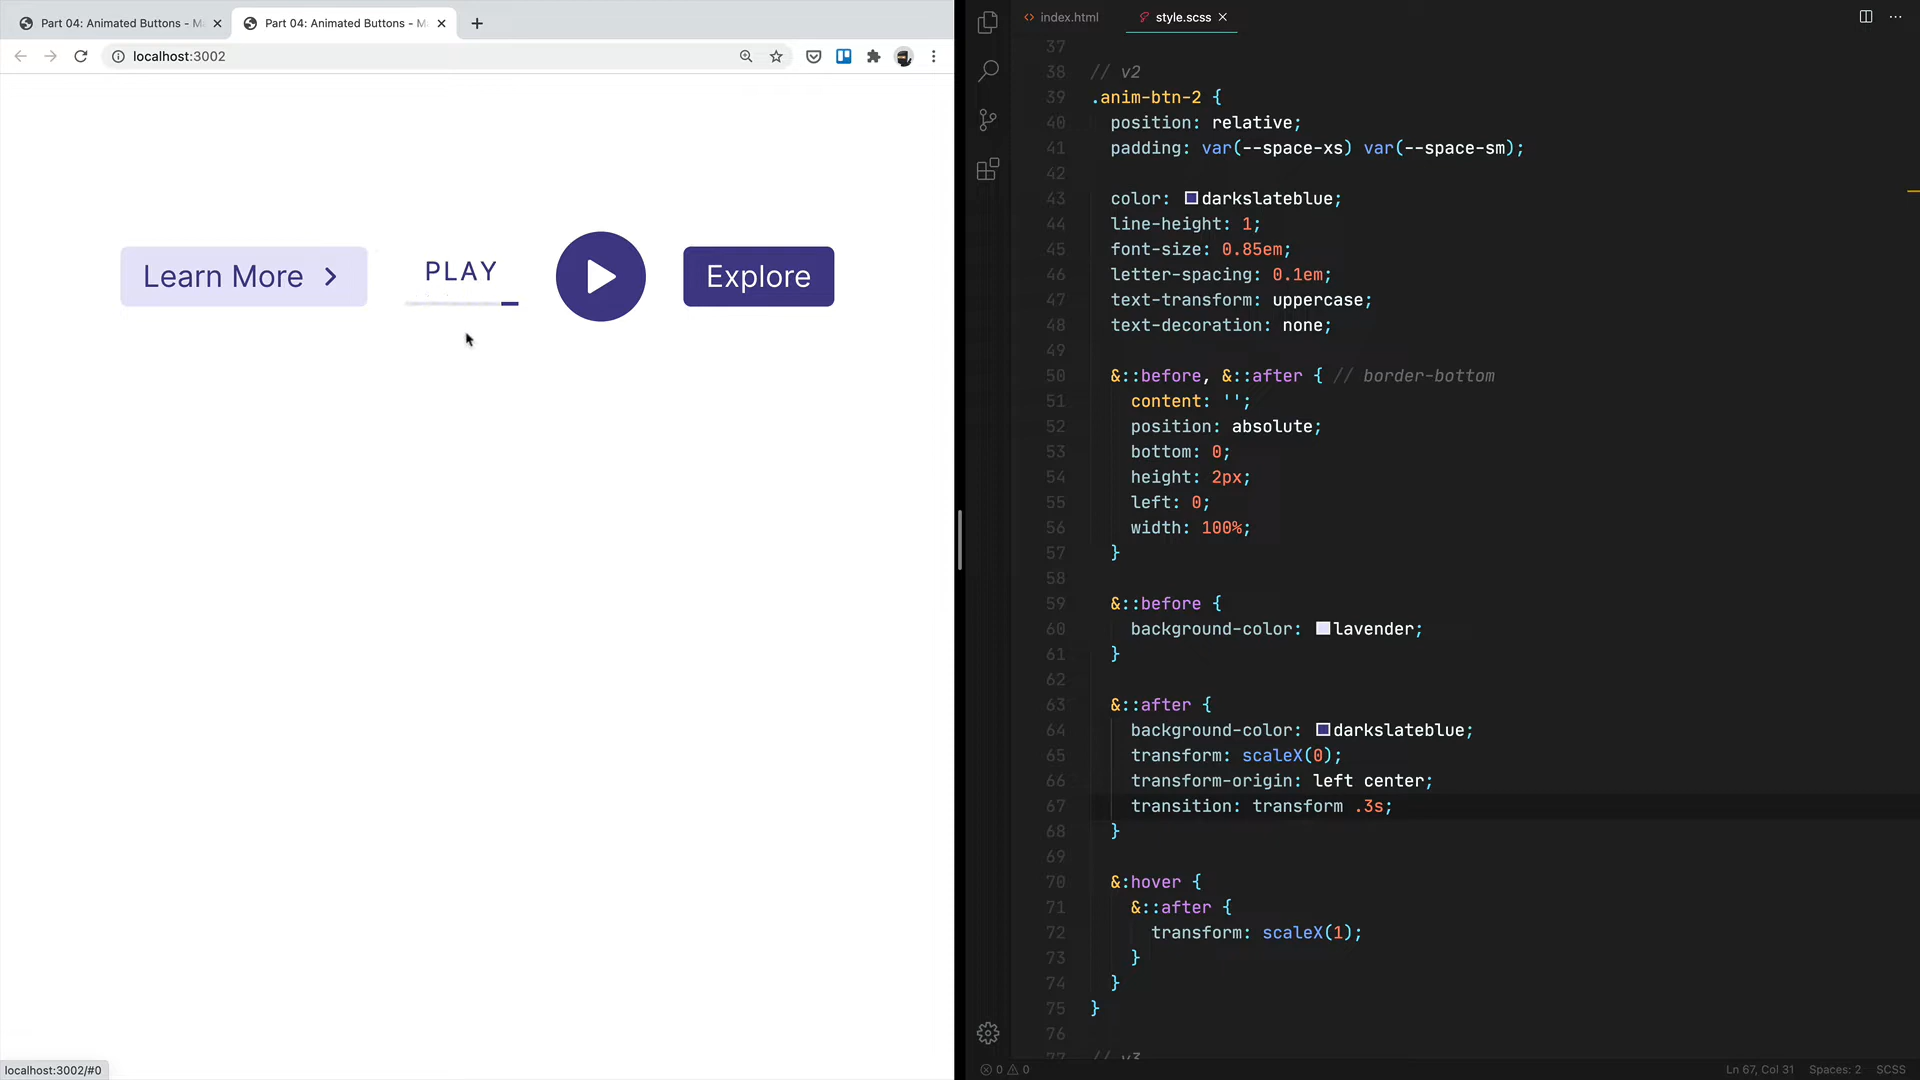 Part 04: Animated Buttons - M
Part 04: Animated Buttons - M
localhost:3002
Learn More
PLAY
Explore
localhost:3002/#0
index.html
style.scss
37
38 // v2
39 .anim-btn-2 {
40 position: relative;
41 padding: var(--space-xs) var(--space-sm);
42
43 color: darkslateblue;
44 line-height: 1;
45 font-size: 0.85em;
46 letter-spacing: 0.1em;
47 text-transform: uppercase;
48 text-decoration: none;
49
50 &::before, &::after { // border-bottom
51 content: '';
52 position: absolute;
53 bottom: 0;
54 height: 2px;
55 left: 0;
56 width: 100%;
57 }
58
59 &::before {
60 background-color: lavender;
61 }
62
63 &::after {
64 background-color: darkslateblue;
65 transform: scaleX(0);
66 transform-origin: left center;
67 transition: transform .3s;
68 }
69
70 &:hover {
71 &::after {
72 transform: scaleX(1);
73 }
74 }
75 }
76
77 // v3
0 0
Ln 67, Col 31 Spaces: 2 SCSS